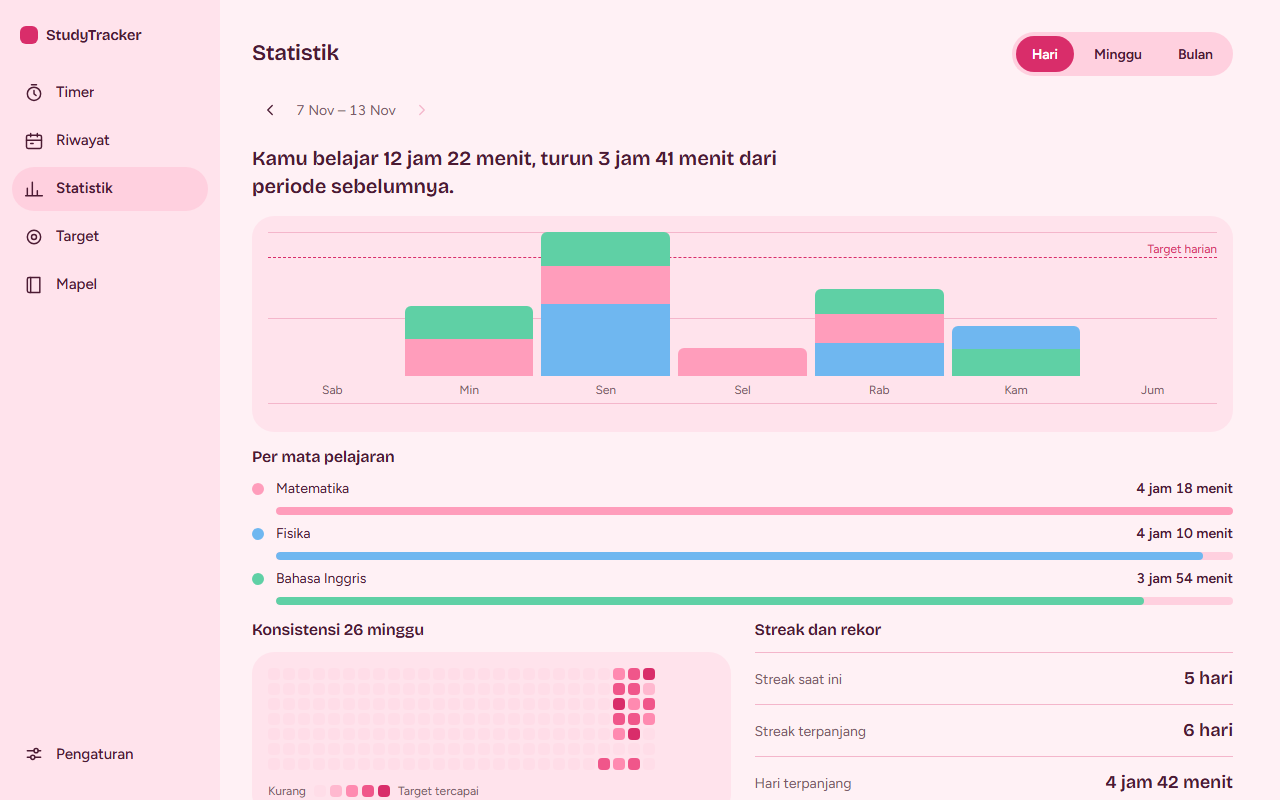 StudyTracker
Timer
Riwayat
Statistik
Target
Mapel
Pengaturan
Statistik
Hari
Minggu
Bulan
7 Nov – 13 Nov
Kamu belajar 12 jam 22 menit, turun 3 jam 41 menit dari
periode sebelumnya.
Target harian
Sab
Min
Sen
Sel
Rab
Kam
Jum
Per mata pelajaran
Matematika
4 jam 18 menit
Fisika
4 jam 10 menit
Bahasa Inggris
3 jam 54 menit
Konsistensi 26 minggu
Kurang
Target tercapai
Streak dan rekor
Streak saat ini
5 hari
Streak terpanjang
6 hari
Hari terpanjang
4 jam 42 menit